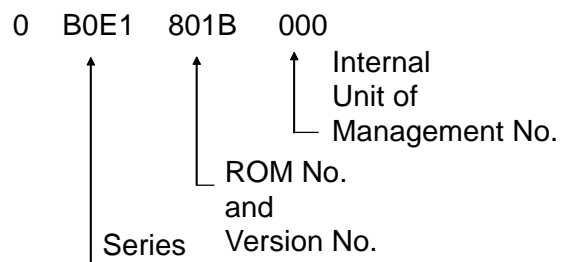 0 B0E1 801B 000
Internal
Unit of
Management No.
ROM No.
and
Version No.
Series